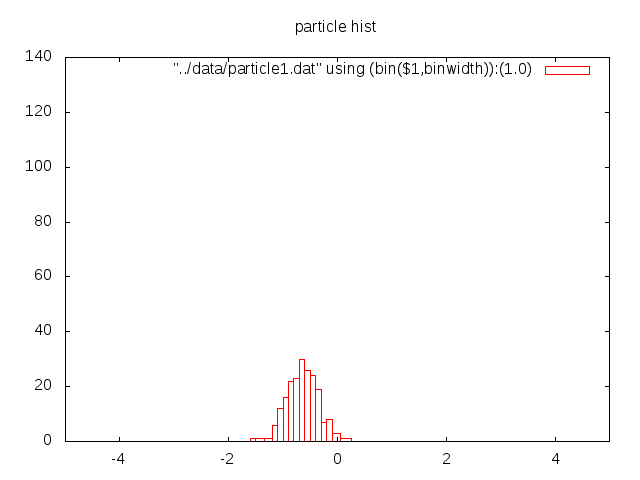 particle hist
"../data/particle1.dat" using (bin($1,binwidth)):(1.0)
140
120
100
80
60
40
20
0
-4 -2 0 2 4